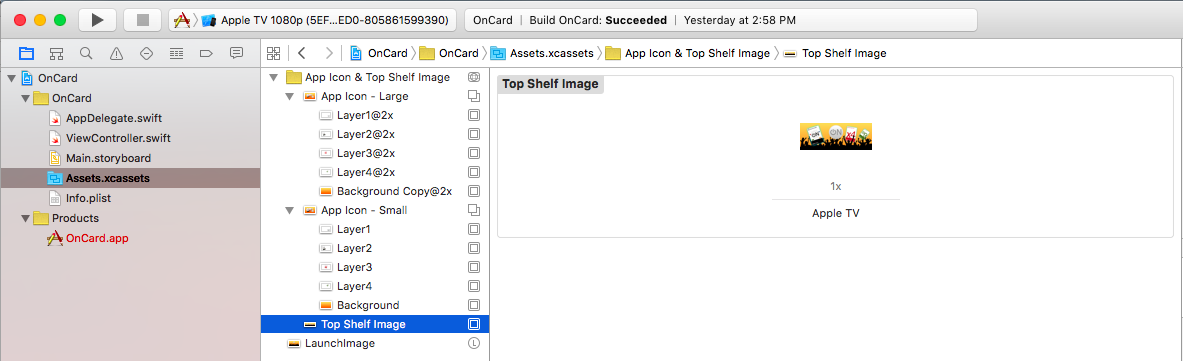 Apple TV 1080p (5EF...ED0-805861599390)
OnCard | Build OnCard: Succeeded | Yesterday at 2:58 PM
OnCard
OnCard
Assets.xcassets
App Icon & Top Shelf Image
Top Shelf Image
OnCard
OnCard
AppDelegate.swift
ViewController.swift
Main.storyboard
Assets.xcassets
Info.plist
Products
OnCard.app
App Icon & Top Shelf Image
App Icon - Large
Layer1@2x
Layer2@2x
Layer3@2x
Layer4@2x
Background Copy@2x
App Icon - Small
Layer1
Layer2
Layer3
Layer4
Background
Top Shelf Image
LaunchImage
Top Shelf Image
ON
ON
x4
1x
Apple TV